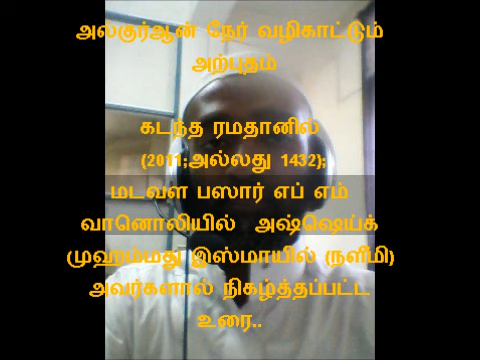 அல்குர்ஆன் நேர் வழிகாட்டும்
அற்புதம்
கடந்த ரமதானில்
(2011;அல்லது 1432);
மடவள பஸார் எப் எம்
வானொலியில் அஷ்ஷெய்க்
முஹம்மது இஸ்மாயில் (நளீமி)
அவர்களால் நிகழ்த்தப்பட்ட
உரை..